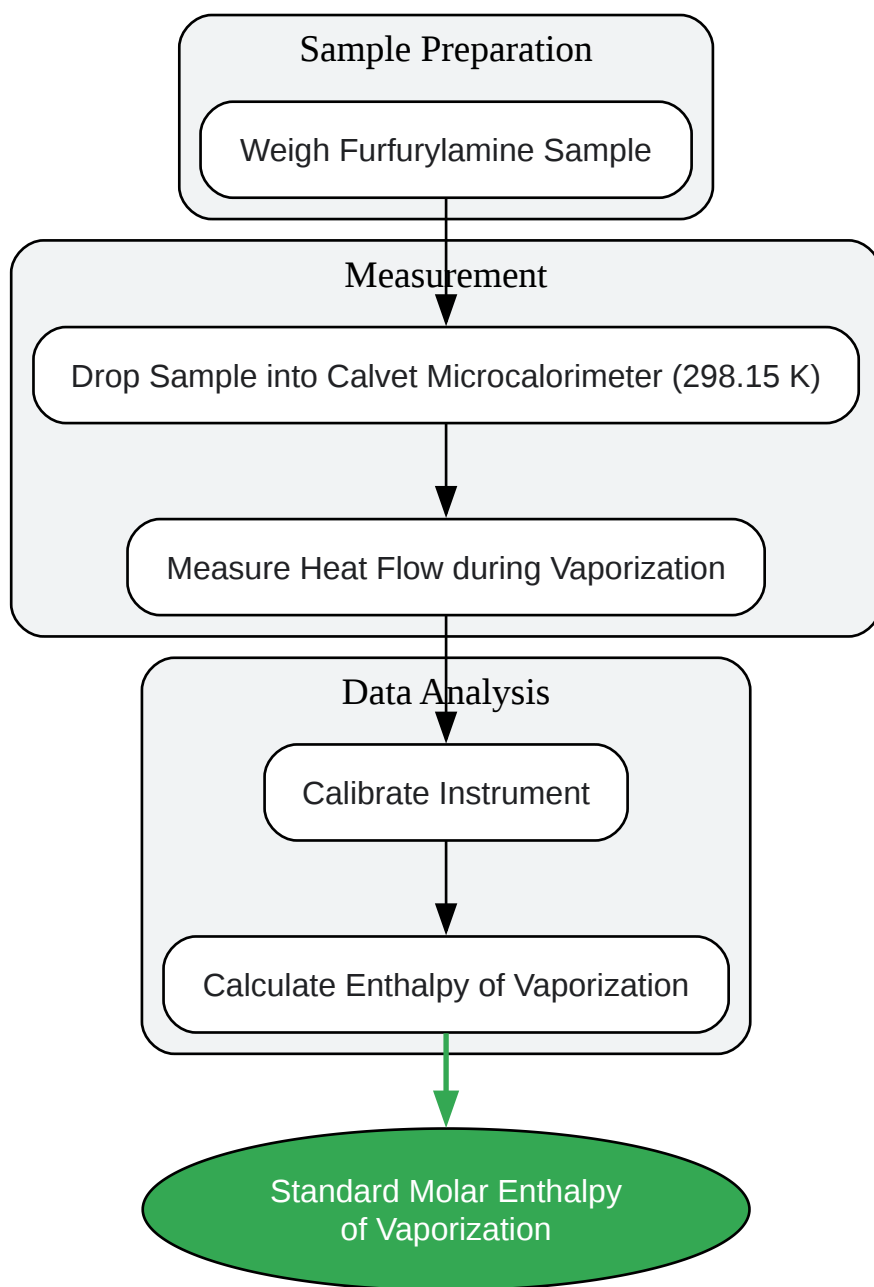 Sample Preparation
Weigh Furfurylamine Sample
Measurement
Drop Sample into Calvet Microcalorimeter (298.15 K)
Measure Heat Flow during Vaporization
Data Analysis
Calibrate Instrument
Calculate Enthalpy of Vaporization
Standard Molar Enthalpy
of Vaporization